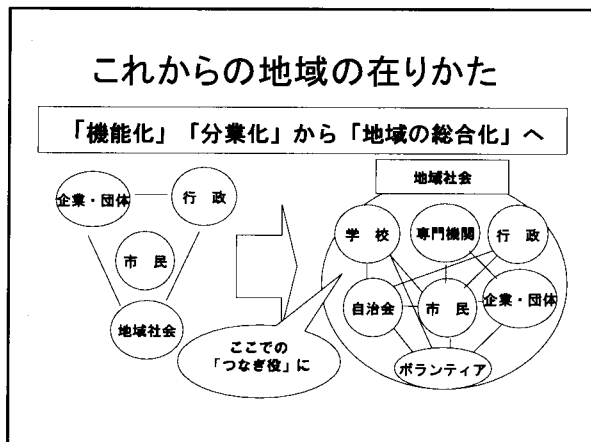 これからの地域の在りかた
「機能化」「分業化」から「地域の総合化」へ
企業・団体
行　政
市　民
地域社会
ここでの
「つなぎ役」に
地域社会
学　校
専門機関
行　政
自治会
市　民
企業・団体
ボランティア